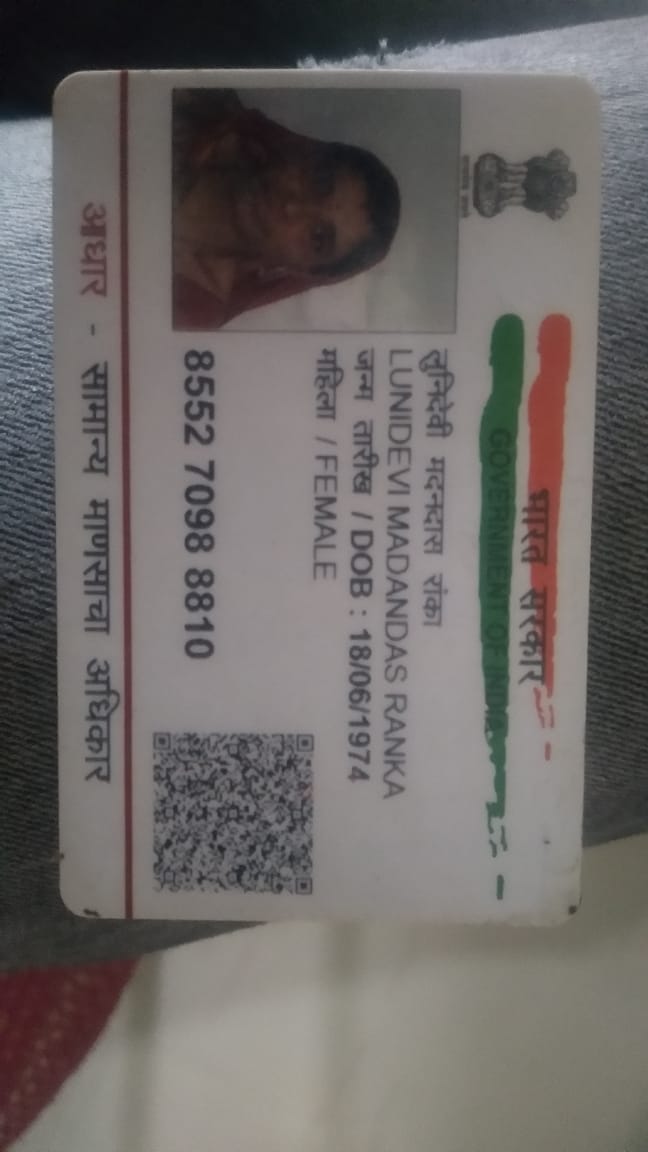 भारत सरकार
GOVERNMENT OF INDIA
लुनिदेवी मदनदास रांका
LUNIDEVI MADANDAS RANKA
जन्म तारीख / DOB : 18/06/1974
महिला / FEMALE
8552 7098 8810
आधार - सामान्य माणसाचा अधिकार